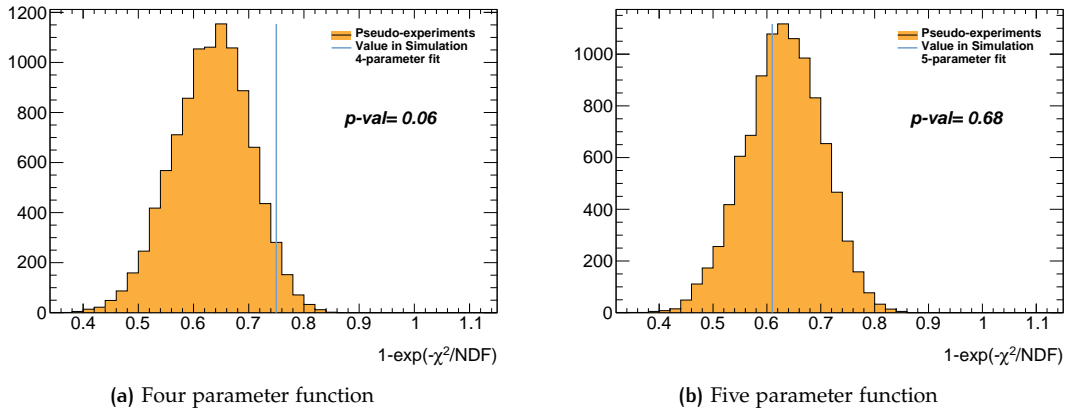 1200
1000
800
600
400
200
0
Pseudo-experiments
Value in Simulation
4-parameter fit
p-val= 0.06
0.4 0.5 0.6 0.7 0.8 0.9 1 1.1
1-exp(-χ²/NDF)
(a) Four parameter function
1000
800
600
400
200
0
Pseudo-experiments
Value in Simulation
5-parameter fit
p-val= 0.68
0.4 0.5 0.6 0.7 0.8 0.9 1 1.1
1-exp(-χ²/NDF)
(b) Five parameter function